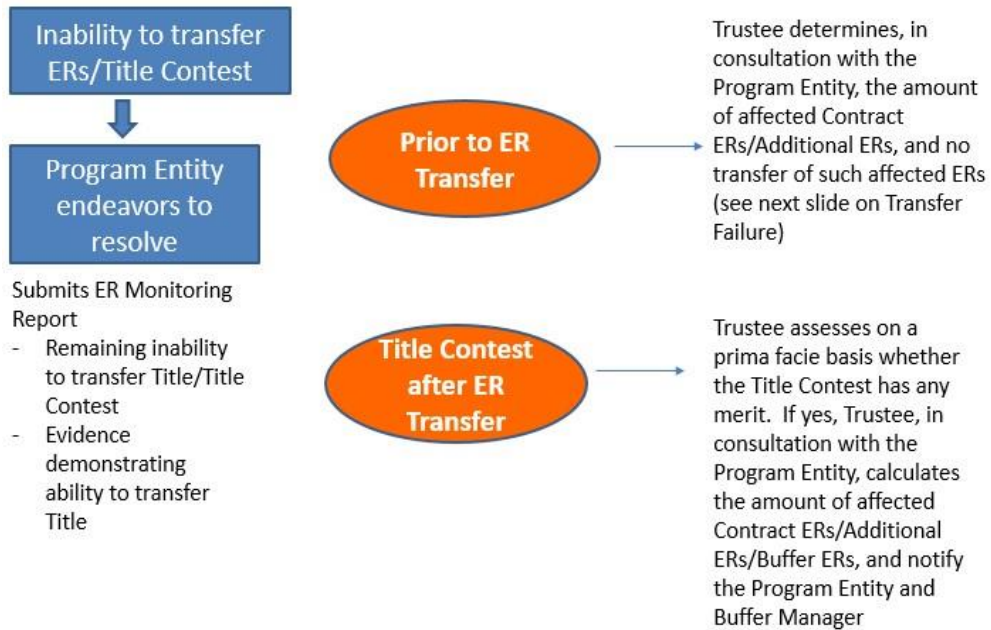 Inability to transfer
ERs/Title Contest
Program Entity
endeavors to
resolve
Submits ER Monitoring
Report
- Remaining inability
to transfer Title/Title
Contest
- Evidence
demonstrating
ability to transfer
Title
Prior to ER
Transfer
Trustee determines, in
consultation with the
Program Entity, the amount
of affected Contract
ERs/Additional ERs, and no
transfer of such affected ERs
(see next slide on Transfer
Failure)
Title Contest
after ER
Transfer
Trustee assesses on a
prima facie basis whether
the Title Contest has any
merit.  If yes, Trustee, in
consultation with the
Program Entity, calculates
the amount of affected
Contract ERs/Additional
ERs/Buffer ERs, and notify
the Program Entity and
Buffer Manager